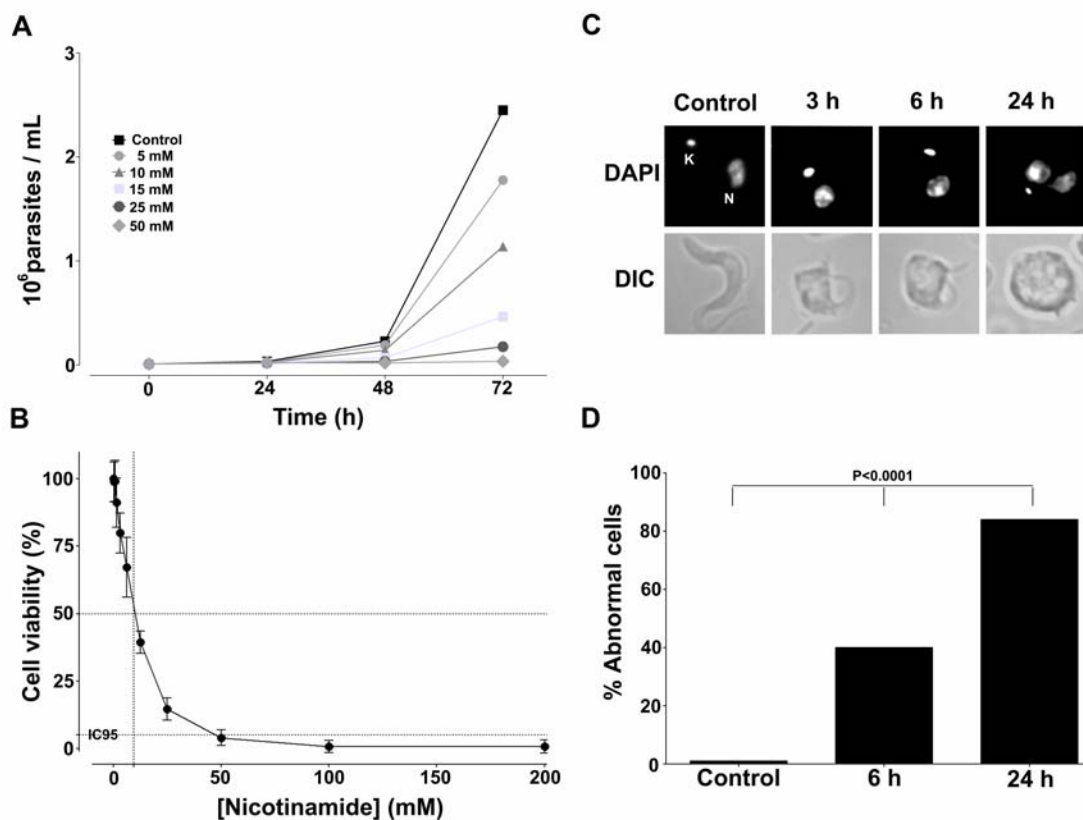 A
3
2
1
0
10⁶parasites / mL
Control
5 mM
10 mM
15 mM
25 mM
50 mM
0 24 48 72
Time (h)
B
100
75
50
25
0
Cell viability (%)
IC95
0 50 100 150 200
[Nicotinamide] (mM)
C
Control 3 h 6 h 24 h
DAPI
K
N
DIC
D
100
80
60
40
20
0
% Abnormal cells
P<0.0001
Control 6 h 24 h